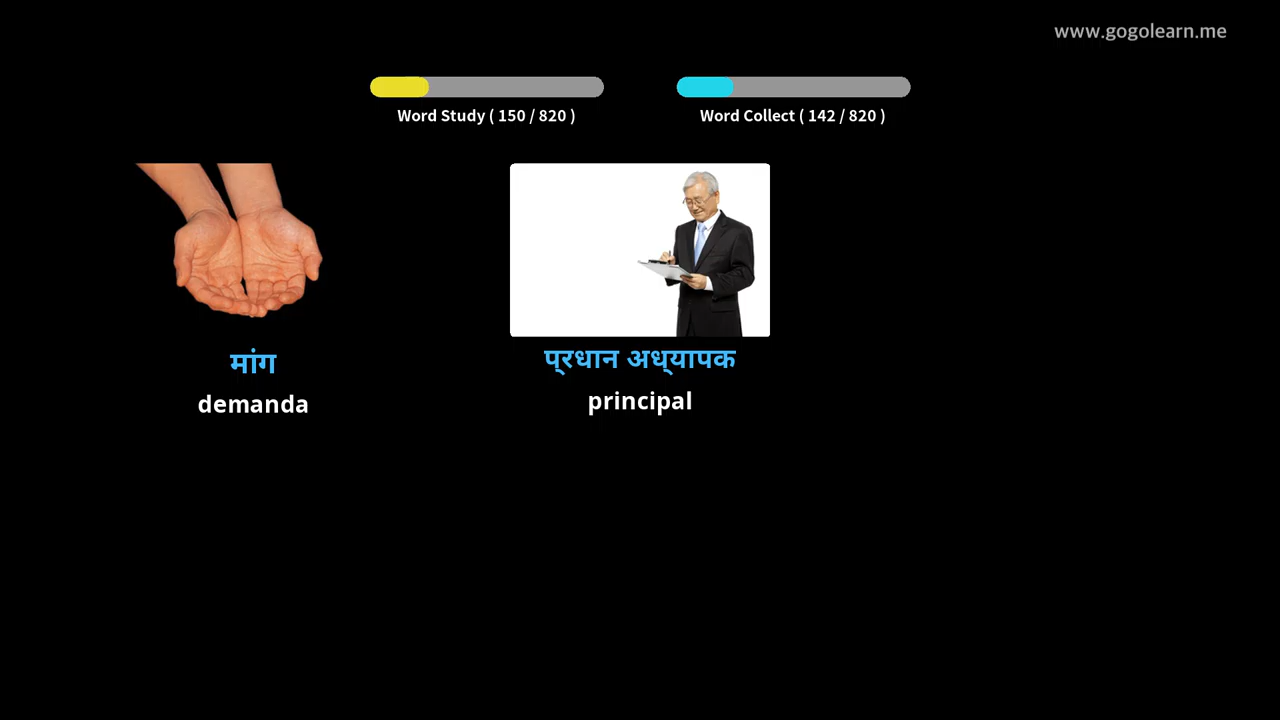 www.gogolearn.me
Word Study ( 150 / 820 )
Word Collect ( 142 / 820 )
मांग
demanda
प्रधान अध्यापक
principal